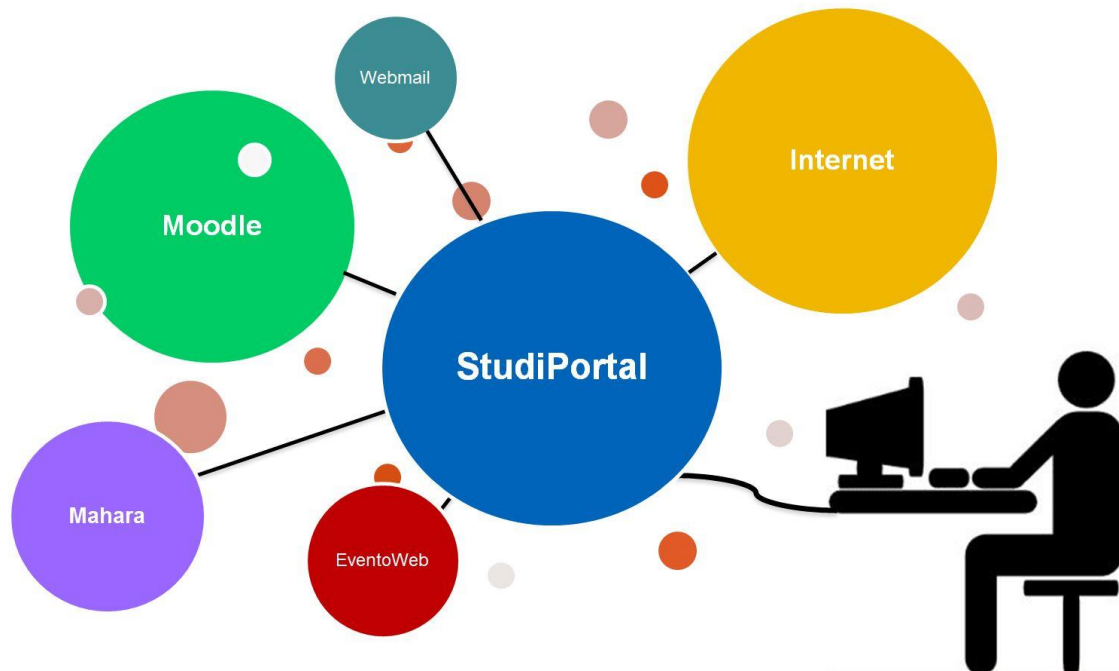 Webmail
Internet
Moodle
StudiPortal
Mahara
EventoWeb